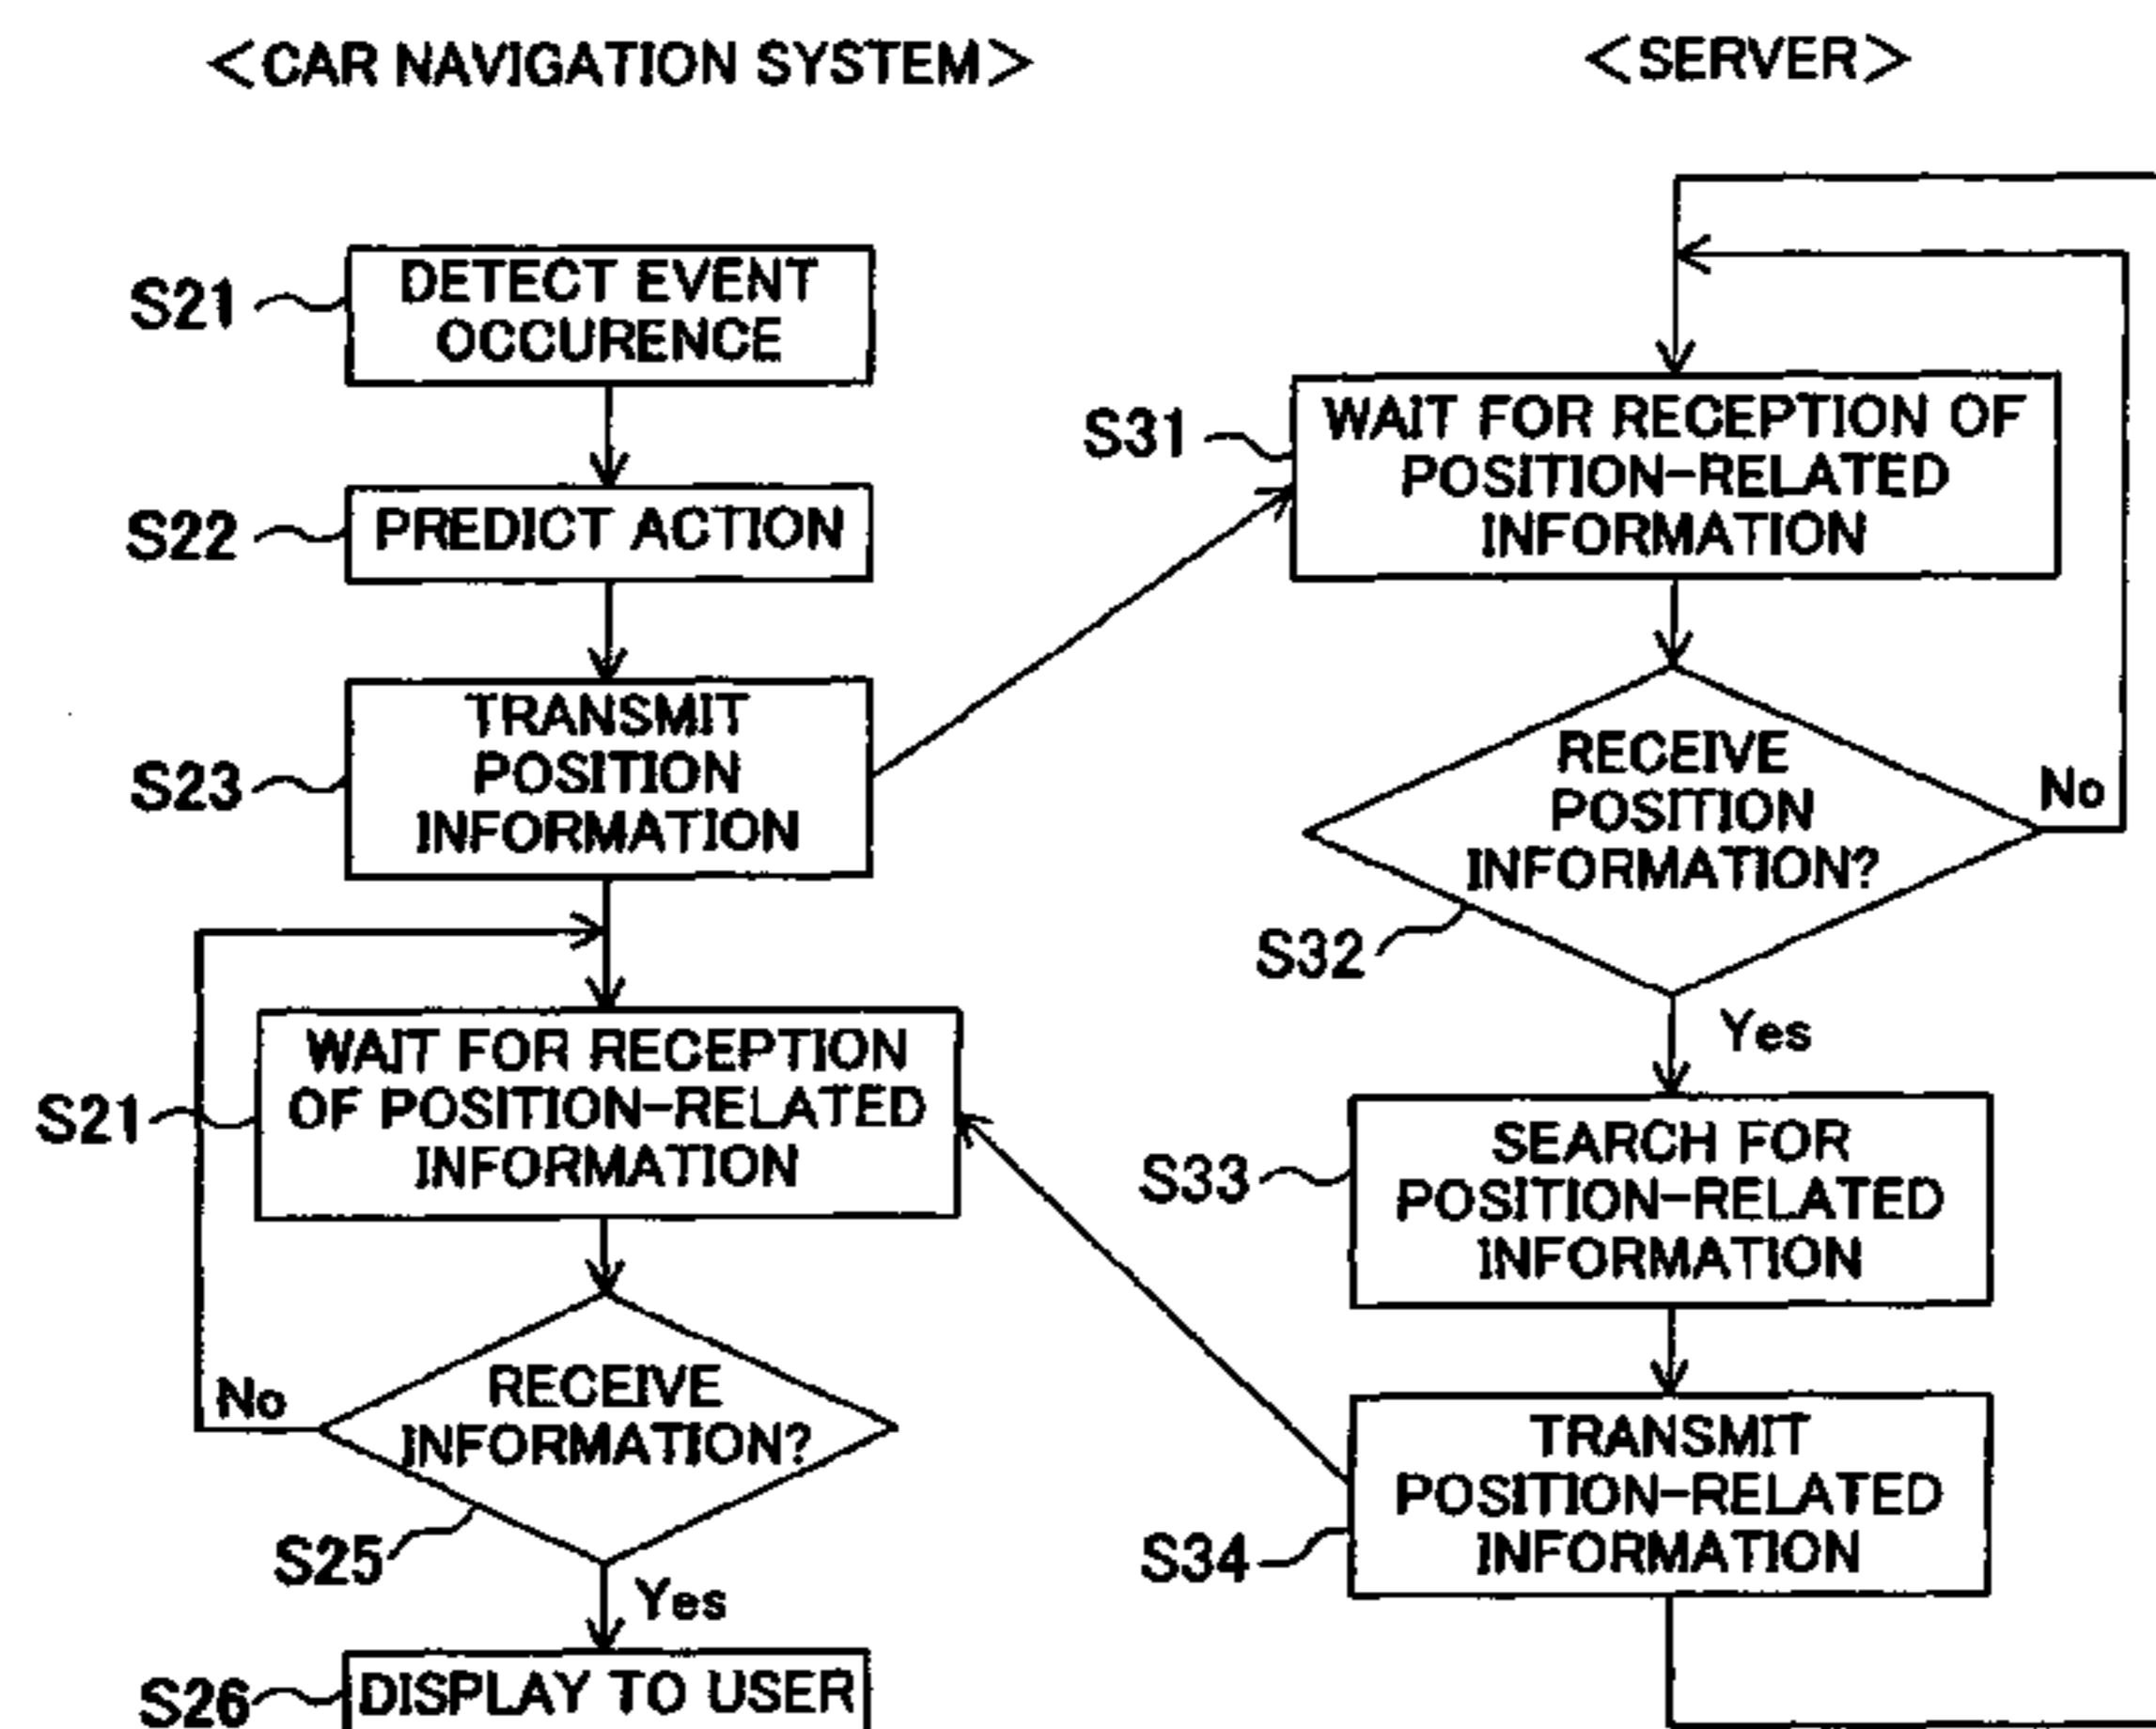 <CAR NAVIGATION SYSTEM>
S21
DETECT EVENT
OCCURENCE
S22
PREDICT ACTION
S23
TRANSMIT
POSITION
INFORMATION
S21
WAIT FOR RECEPTION
OF POSITION-RELATED
INFORMATION
No
RECEIVE
INFORMATION?
S25
Yes
S26
DISPLAY TO USER
<SERVER>
S31
WAIT FOR RECEPTION OF
POSITION-RELATED
INFORMATION
RECEIVE
POSITION
INFORMATION?
No
S32
Yes
S33
SEARCH FOR
POSITION-RELATED
INFORMATION
S34
TRANSMIT
POSITION-RELATED
INFORMATION